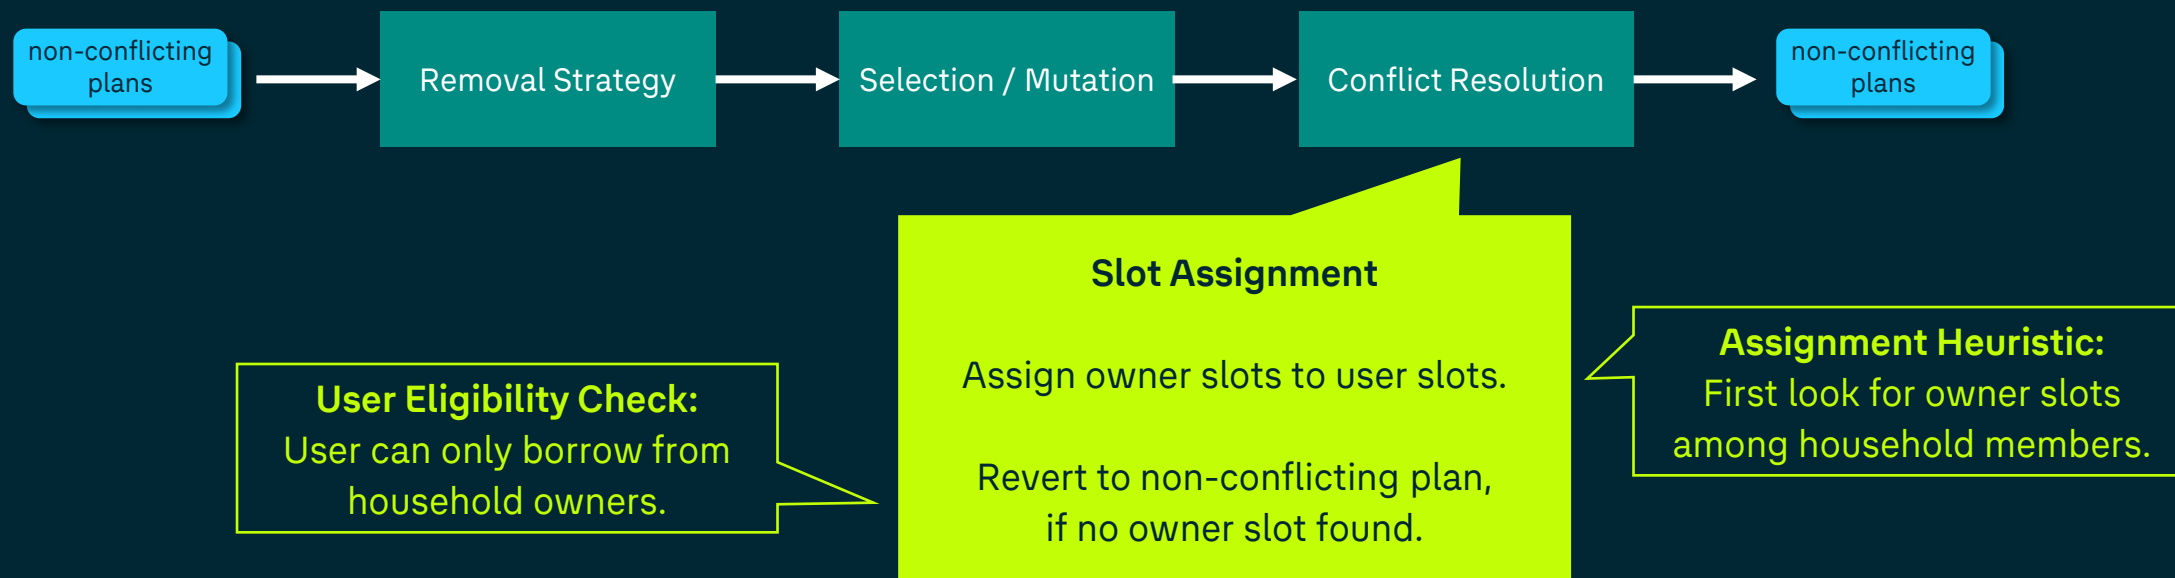 non-conflicting
plans
Removal Strategy
Selection / Mutation
Conflict Resolution
non-conflicting
plans
Slot Assignment
Assign owner slots to user slots.
Revert to non-conflicting plan,
if no owner slot found.
User Eligibility Check:
User can only borrow from
household owners.
Assignment Heuristic:
First look for owner slots
among household members.